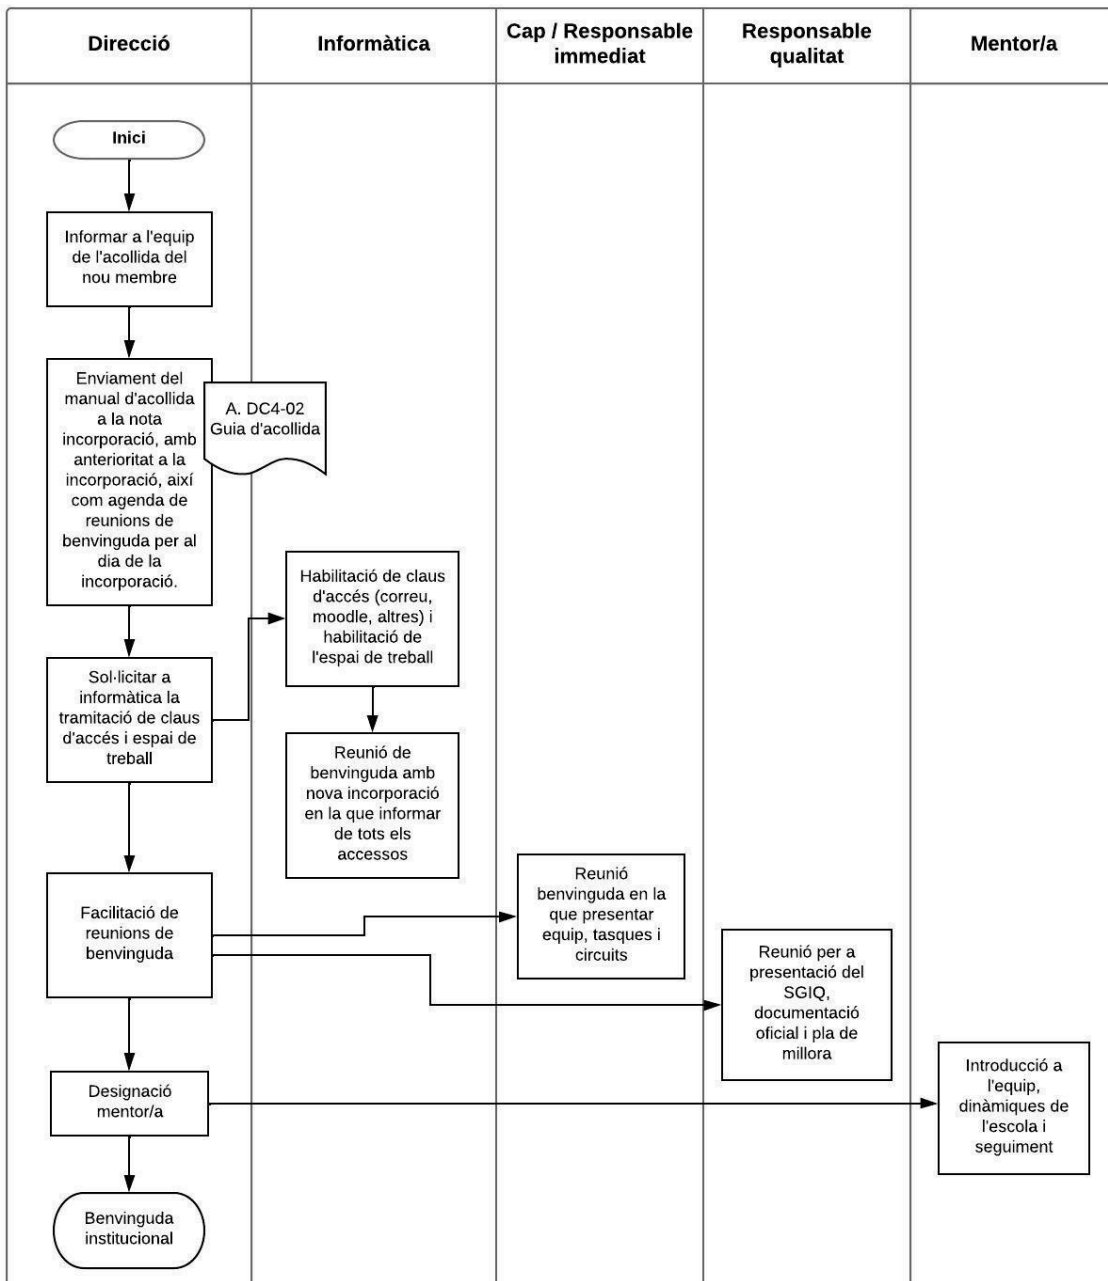 Direcció
Informàtica
Cap / Responsable
immediat
Responsable
qualitat
Mentor/a
Inici
Informar a l'equip
de l'acollida del
nou membre
Enviament del
manual d'acollida
a la nota
incorporació, amb
anterioritat a la
incorporació, així
com agenda de
reunions de
benvinguda per al
dia de la
incorporació.
A. DC4-02
Guia d'acollida
Habilitació de claus
d'accés (correu,
moodle, altres) i
habilitació de
l'espai de treball
Sol·licitar a
informàtica la
tramitació de claus
d'accés i espai de
treball
Reunió de
benvinguda amb
nova incorporació
en la que informar
de tots els
accessos
Facilitació de
reunions de
benvinguda
Reunió
benvinguda en la
que presentar
equip, tasques i
circuits
Reunió per a
presentació del
SGIQ,
documentació
oficial i pla de
millora
Designació
mentor/a
Introducció a
l'equip,
dinàmiques de
l'escola i
seguiment
Benvinguda
institucional